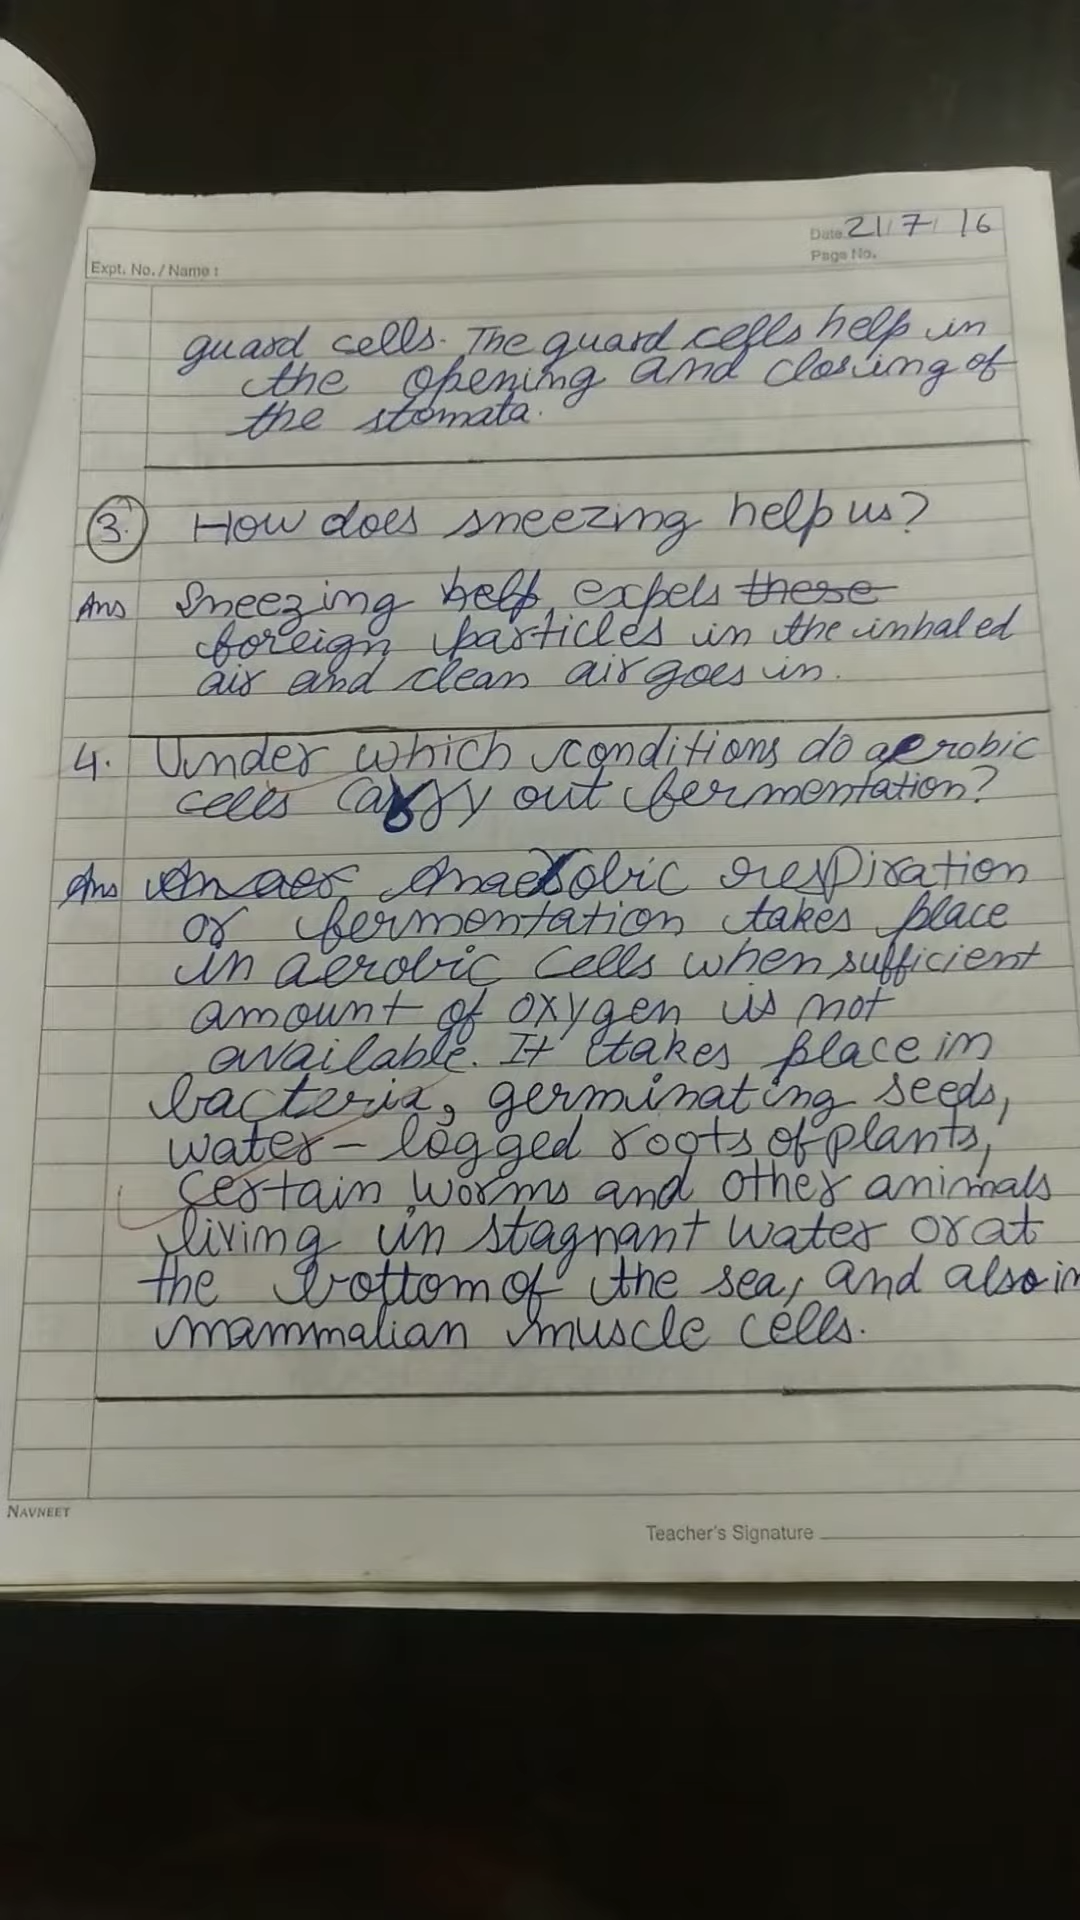 Date. 21/7/16
Page No.
Expt. No. / Name :
guard cells. The guard cells help in
the opening and closing of
the stomata.
3. How does sneezing help us?
Ans Sneezing help expels these
foreign particles in the inhaled
air and clean air goes in.
4. Under which conditions do aerobic
cells carry out fermentation?
Ans An aer Anaerobic respiration
or fermentation takes place
in aerobic cells when sufficient
amount of oxygen is not
available. It takes place in
bacteria, germinating seeds,
water-logged roots of plants,
certain worms and other animals
living in stagnant water or at
the bottom of the sea, and also in
mammalian muscle cells.
NAVNEET
Teacher's Signature